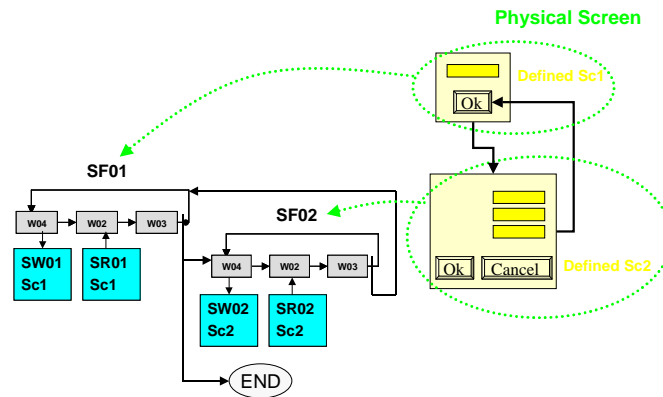 Physical Screen
Defined Sc1
Ok
SF01
SF02
W04
W02
W03
SW01
Sc1
SR01
Sc1
W04
W02
W03
SW02
Sc2
SR02
Sc2
Ok
Cancel
Defined Sc2
END